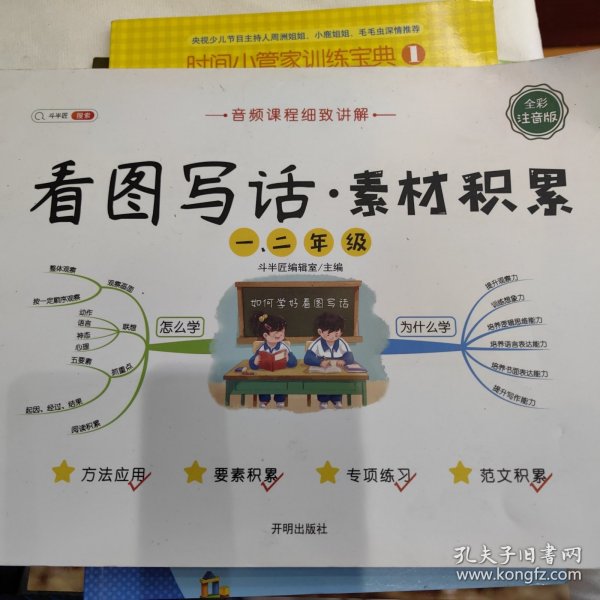 央视少儿节目主持人周洲姐姐、小鹿姐姐、毛毛虫深情推荐
时间小管家训练宝典1
斗半匠 搜索
音频课程细致讲解
全彩
注音版
看图写话·素材积累
一、二年级
斗半匠编辑室/主编
整体观察
观察画面
按一定顺序观察
动作
语言
神态
心理
联想
五要素
抓重点
起因、经过、结果
阅读积累
怎么学
如何学好看图写话
为什么学
提升观察力
训练想象力
培养逻辑思维能力
培养语言表达能力
培养书面表达能力
提升写作能力
方法应用
要素积累
专项练习
范文积累
开明出版社
孔夫子旧书网
www.kongfz.com